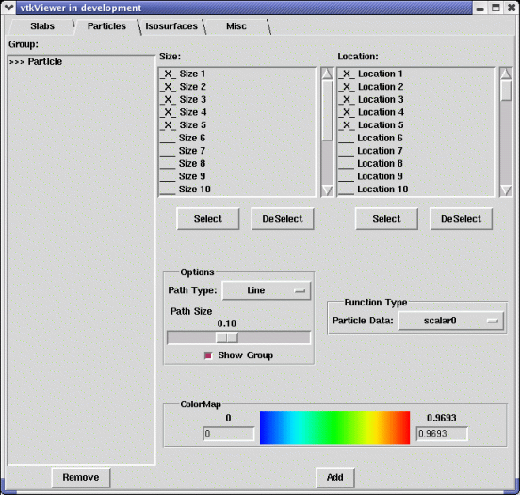 vtkViewer in development
Slabs Particles Isosurfaces Misc
Group:
>>> Particle
Size:
_X_ Size 1
_X_ Size 2
_X_ Size 3
_X_ Size 4
_X_ Size 5
___ Size 6
___ Size 7
___ Size 8
___ Size 9
___ Size 10
Select DeSelect
Location:
_X_ Location 1
_X_ Location 2
_X_ Location 3
_X_ Location 4
_X_ Location 5
___ Location 6
___ Location 7
___ Location 8
___ Location 9
___ Location 10
Select DeSelect
Options
Path Type: Line
Path Size
0.10
Show Group
Function Type
Particle Data: scalar0
ColorMap
0 0.9693
0 0.9693
Remove Add